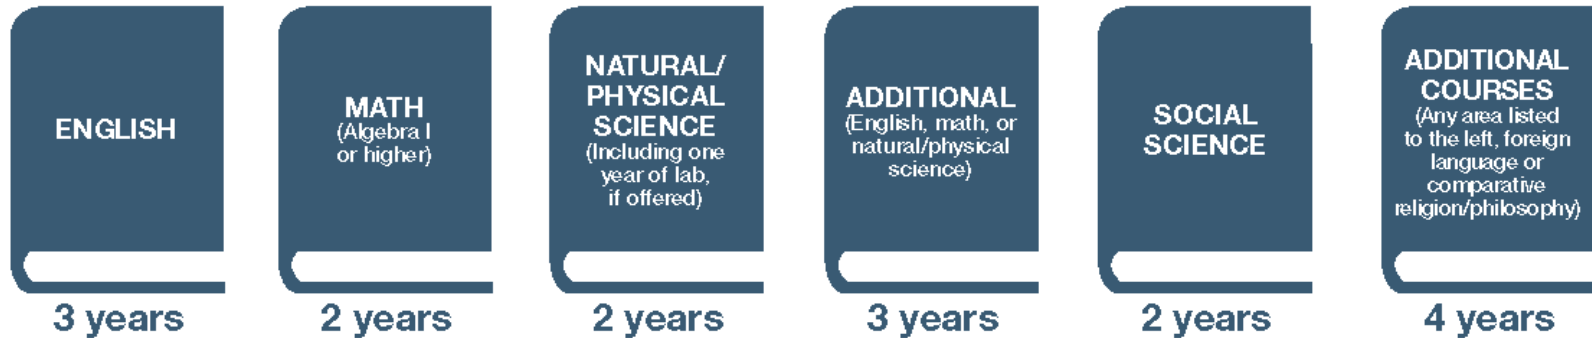 ENGLISH
3 years
MATH
(Algebra I
or higher)
2 years
NATURAL/
PHYSICAL
SCIENCE
(Including one
year of lab,
if offered)
2 years
ADDITIONAL
(English, math, or
natural/physical
science)
3 years
SOCIAL
SCIENCE
2 years
ADDITIONAL
COURSES
(Any area listed
to the left, foreign
language or
comparative
religion/philosophy)
4 years